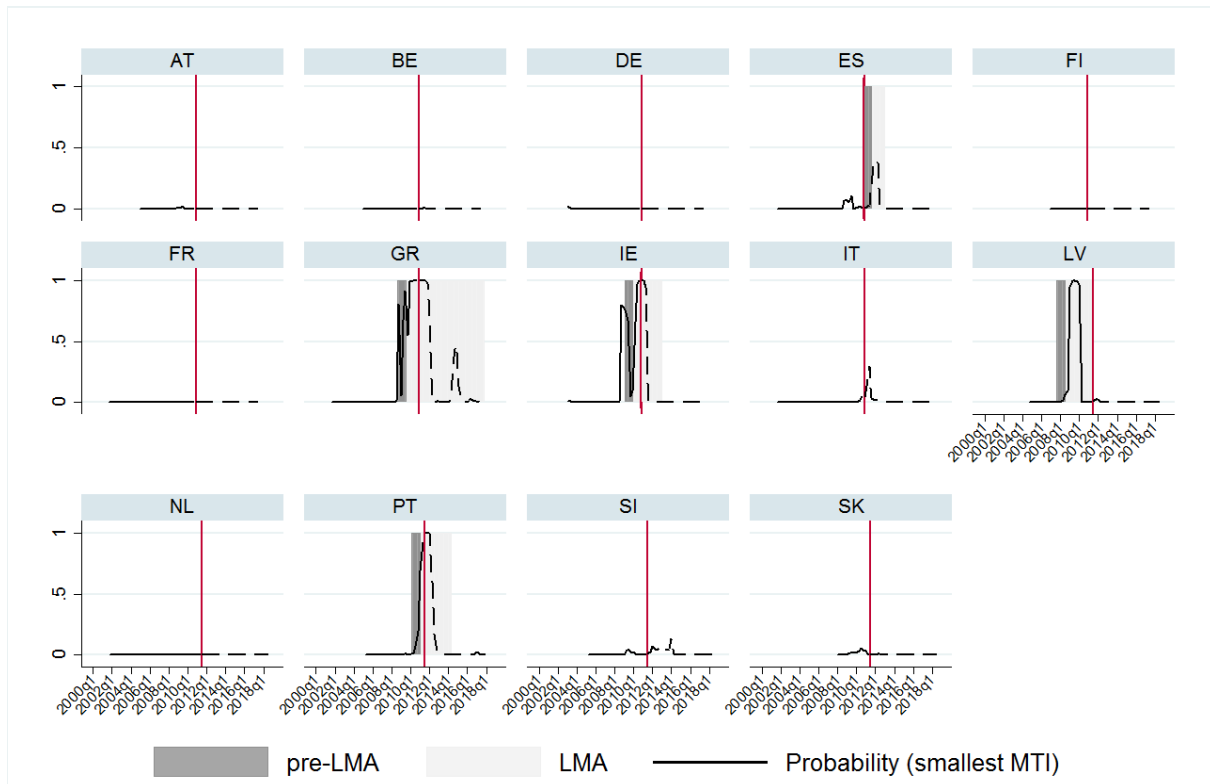 AT BE DE ES FI
1
.5
0
FR GR IE IT LV
1
.5
0
2000q1 2002q1 2004q1 2006q1 2008q1 2010q1 2012q1 2014q1 2016q1 2018q1
NL PT SI SK
1
.5
0
2000q1 2002q1 2004q1 2006q1 2008q1 2010q1 2012q1 2014q1 2016q1 2018q1 2000q1 2002q1 2004q1 2006q1 2008q1 2010q1 2012q1 2014q1 2016q1 2018q1 2000q1 2002q1 2004q1 2006q1 2008q1 2010q1 2012q1 2014q1 2016q1 2018q1 2000q1 2002q1 2004q1 2006q1 2008q1 2010q1 2012q1 2014q1 2016q1 2018q1
pre-LMA LMA Probability (smallest MTI)